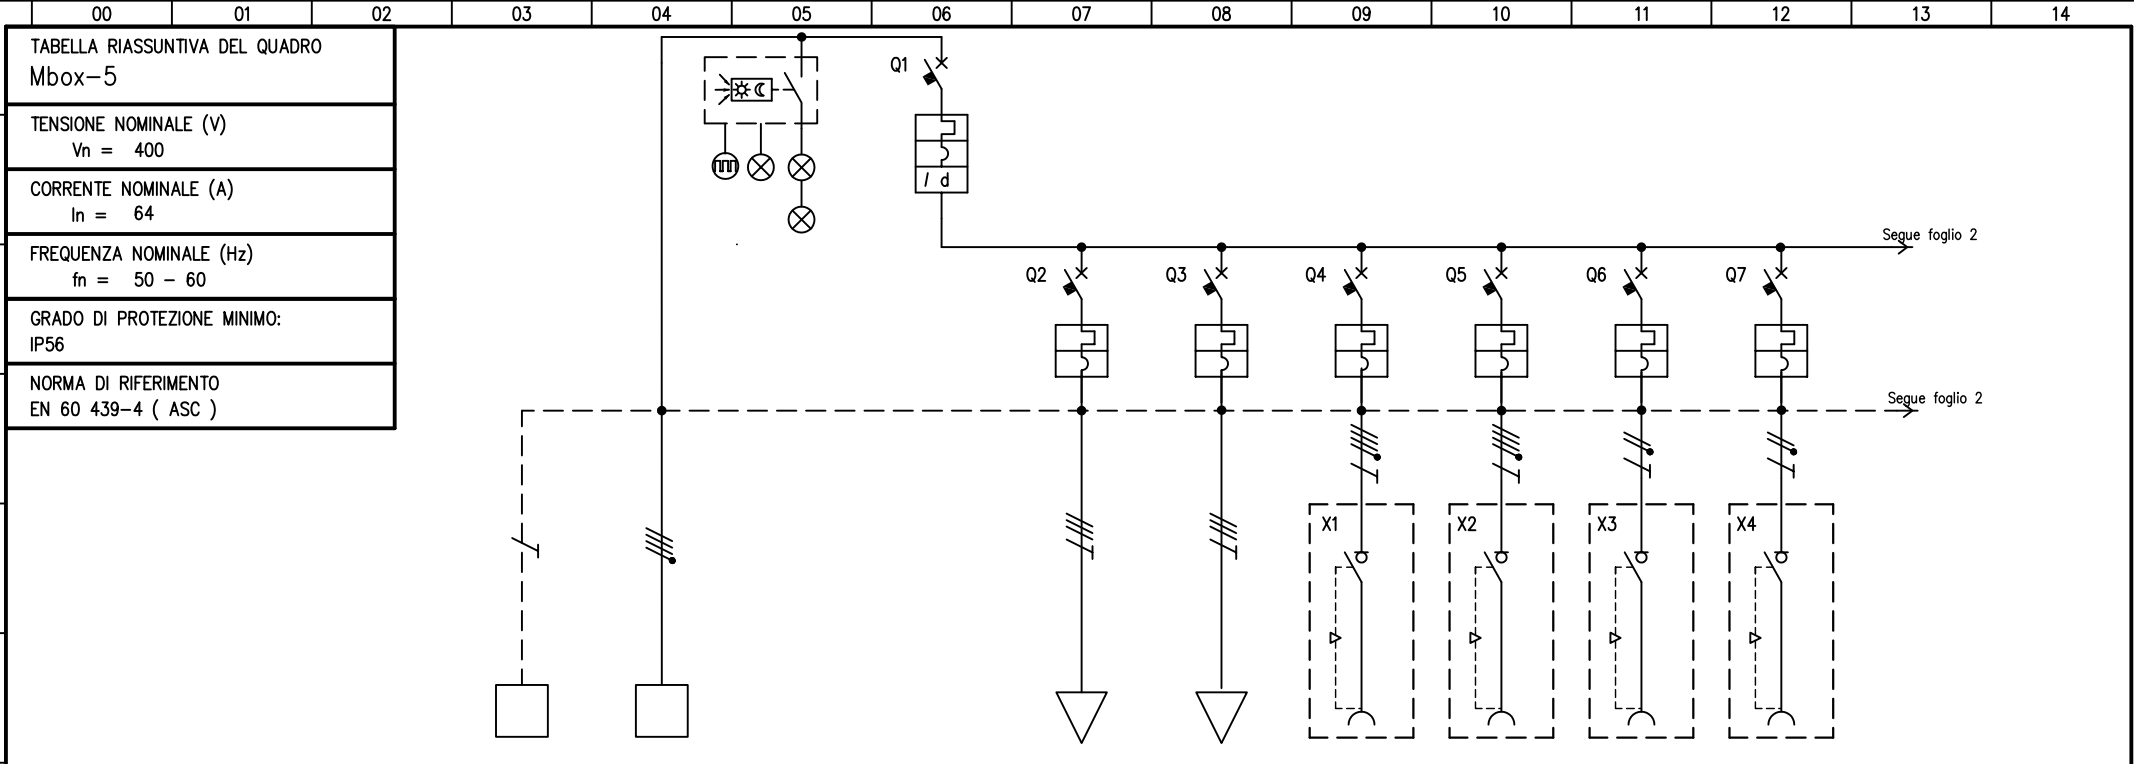 00 01 02 03 04 05 06 07 08 09 10 11 12 13 14
TABELLA RIASSUNTIVA DEL QUADRO
Mbox-5
TENSIONE NOMINALE (V)
Vn = 400
CORRENTE NOMINALE (A)
In = 64
FREQUENZA NOMINALE (Hz)
fn = 50 - 60
GRADO DI PROTEZIONE MINIMO:
IP56
NORMA DI RIFERIMENTO
EN 60 439-4 ( ASC )
Q1
I d
Segue foglio 2
Q2 Q3 Q4 Q5 Q6 Q7
Segue foglio 2
X1 X2 X3 X4